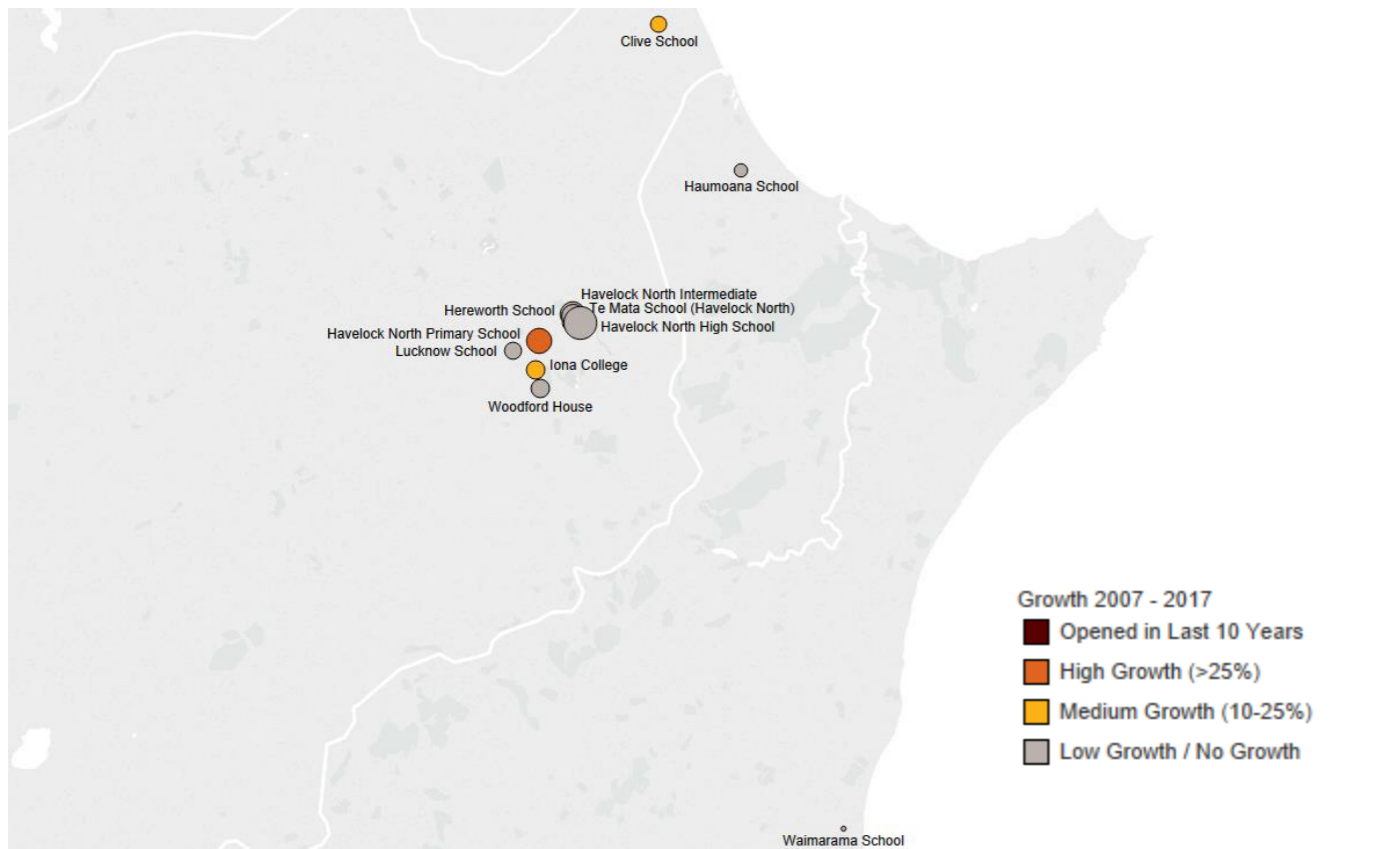 Clive School
Haumoana School
Havelock North Intermediate
Hereworth School
Te Mata School (Havelock North)
Havelock North High School
Havelock North Primary School
Lucknow School
Iona College
Woodford House
Growth 2007 - 2017
Opened in Last 10 Years
High Growth (>25%)
Medium Growth (10-25%)
Low Growth / No Growth
Waimarama School